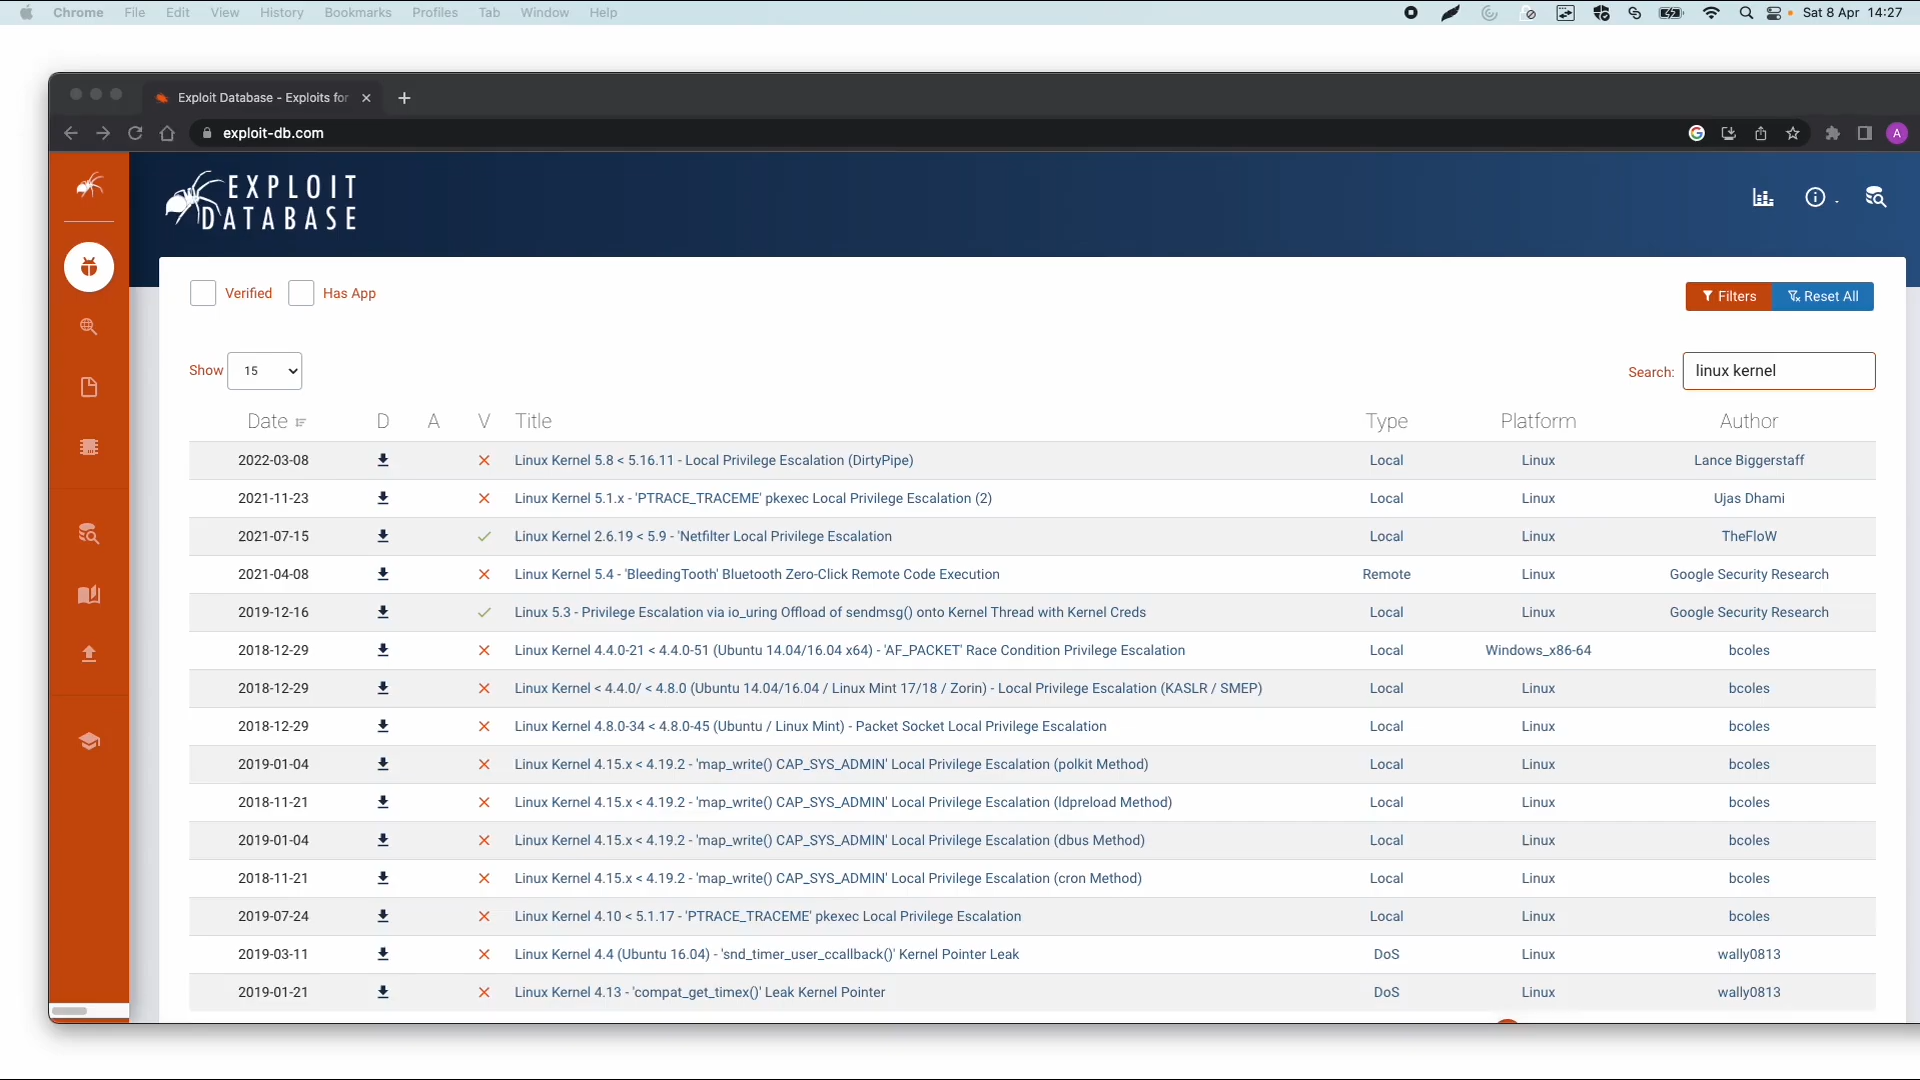 Chrome File Edit View History Bookmarks Profiles Tab Window Help Sat 8 Apr 14:27
Exploit Database - Exploits for
exploit-db.com A
EXPLOIT
DATABASE
Verified Has App Filters Reset All
Show 15 Search: linux kernel
Date D A V Title Type Platform Author
2022-03-08 Linux Kernel 5.8 < 5.16.11 - Local Privilege Escalation (DirtyPipe) Local Linux Lance Biggerstaff
2021-11-23 Linux Kernel 5.1.x - 'PTRACE_TRACEME' pkexec Local Privilege Escalation (2) Local Linux Ujas Dhami
2021-07-15 Linux Kernel 2.6.19 < 5.9 - 'Netfilter Local Privilege Escalation Local Linux TheFloW
2021-04-08 Linux Kernel 5.4 - 'BleedingTooth' Bluetooth Zero-Click Remote Code Execution Remote Linux Google Security Research
2019-12-16 Linux 5.3 - Privilege Escalation via io_uring Offload of sendmsg() onto Kernel Thread with Kernel Creds Local Linux Google Security Research
2018-12-29 Linux Kernel 4.4.0-21 < 4.4.0-51 (Ubuntu 14.04/16.04 x64) - 'AF_PACKET' Race Condition Privilege Escalation Local Windows_x86-64 bcoles
2018-12-29 Linux Kernel < 4.4.0/ < 4.8.0 (Ubuntu 14.04/16.04 / Linux Mint 17/18 / Zorin) - Local Privilege Escalation (KASLR / SMEP) Local Linux bcoles
2018-12-29 Linux Kernel 4.8.0-34 < 4.8.0-45 (Ubuntu / Linux Mint) - Packet Socket Local Privilege Escalation Local Linux bcoles
2019-01-04 Linux Kernel 4.15.x < 4.19.2 - 'map_write() CAP_SYS_ADMIN' Local Privilege Escalation (polkit Method) Local Linux bcoles
2018-11-21 Linux Kernel 4.15.x < 4.19.2 - 'map_write() CAP_SYS_ADMIN' Local Privilege Escalation (ldpreload Method) Local Linux bcoles
2019-01-04 Linux Kernel 4.15.x < 4.19.2 - 'map_write() CAP_SYS_ADMIN' Local Privilege Escalation (dbus Method) Local Linux bcoles
2018-11-21 Linux Kernel 4.15.x < 4.19.2 - 'map_write() CAP_SYS_ADMIN' Local Privilege Escalation (cron Method) Local Linux bcoles
2019-07-24 Linux Kernel 4.10 < 5.1.17 - 'PTRACE_TRACEME' pkexec Local Privilege Escalation Local Linux bcoles
2019-03-11 Linux Kernel 4.4 (Ubuntu 16.04) - 'snd_timer_user_ccallback()' Kernel Pointer Leak DoS Linux wally0813
2019-01-21 Linux Kernel 4.13 - 'compat_get_timex()' Leak Kernel Pointer DoS Linux wally0813